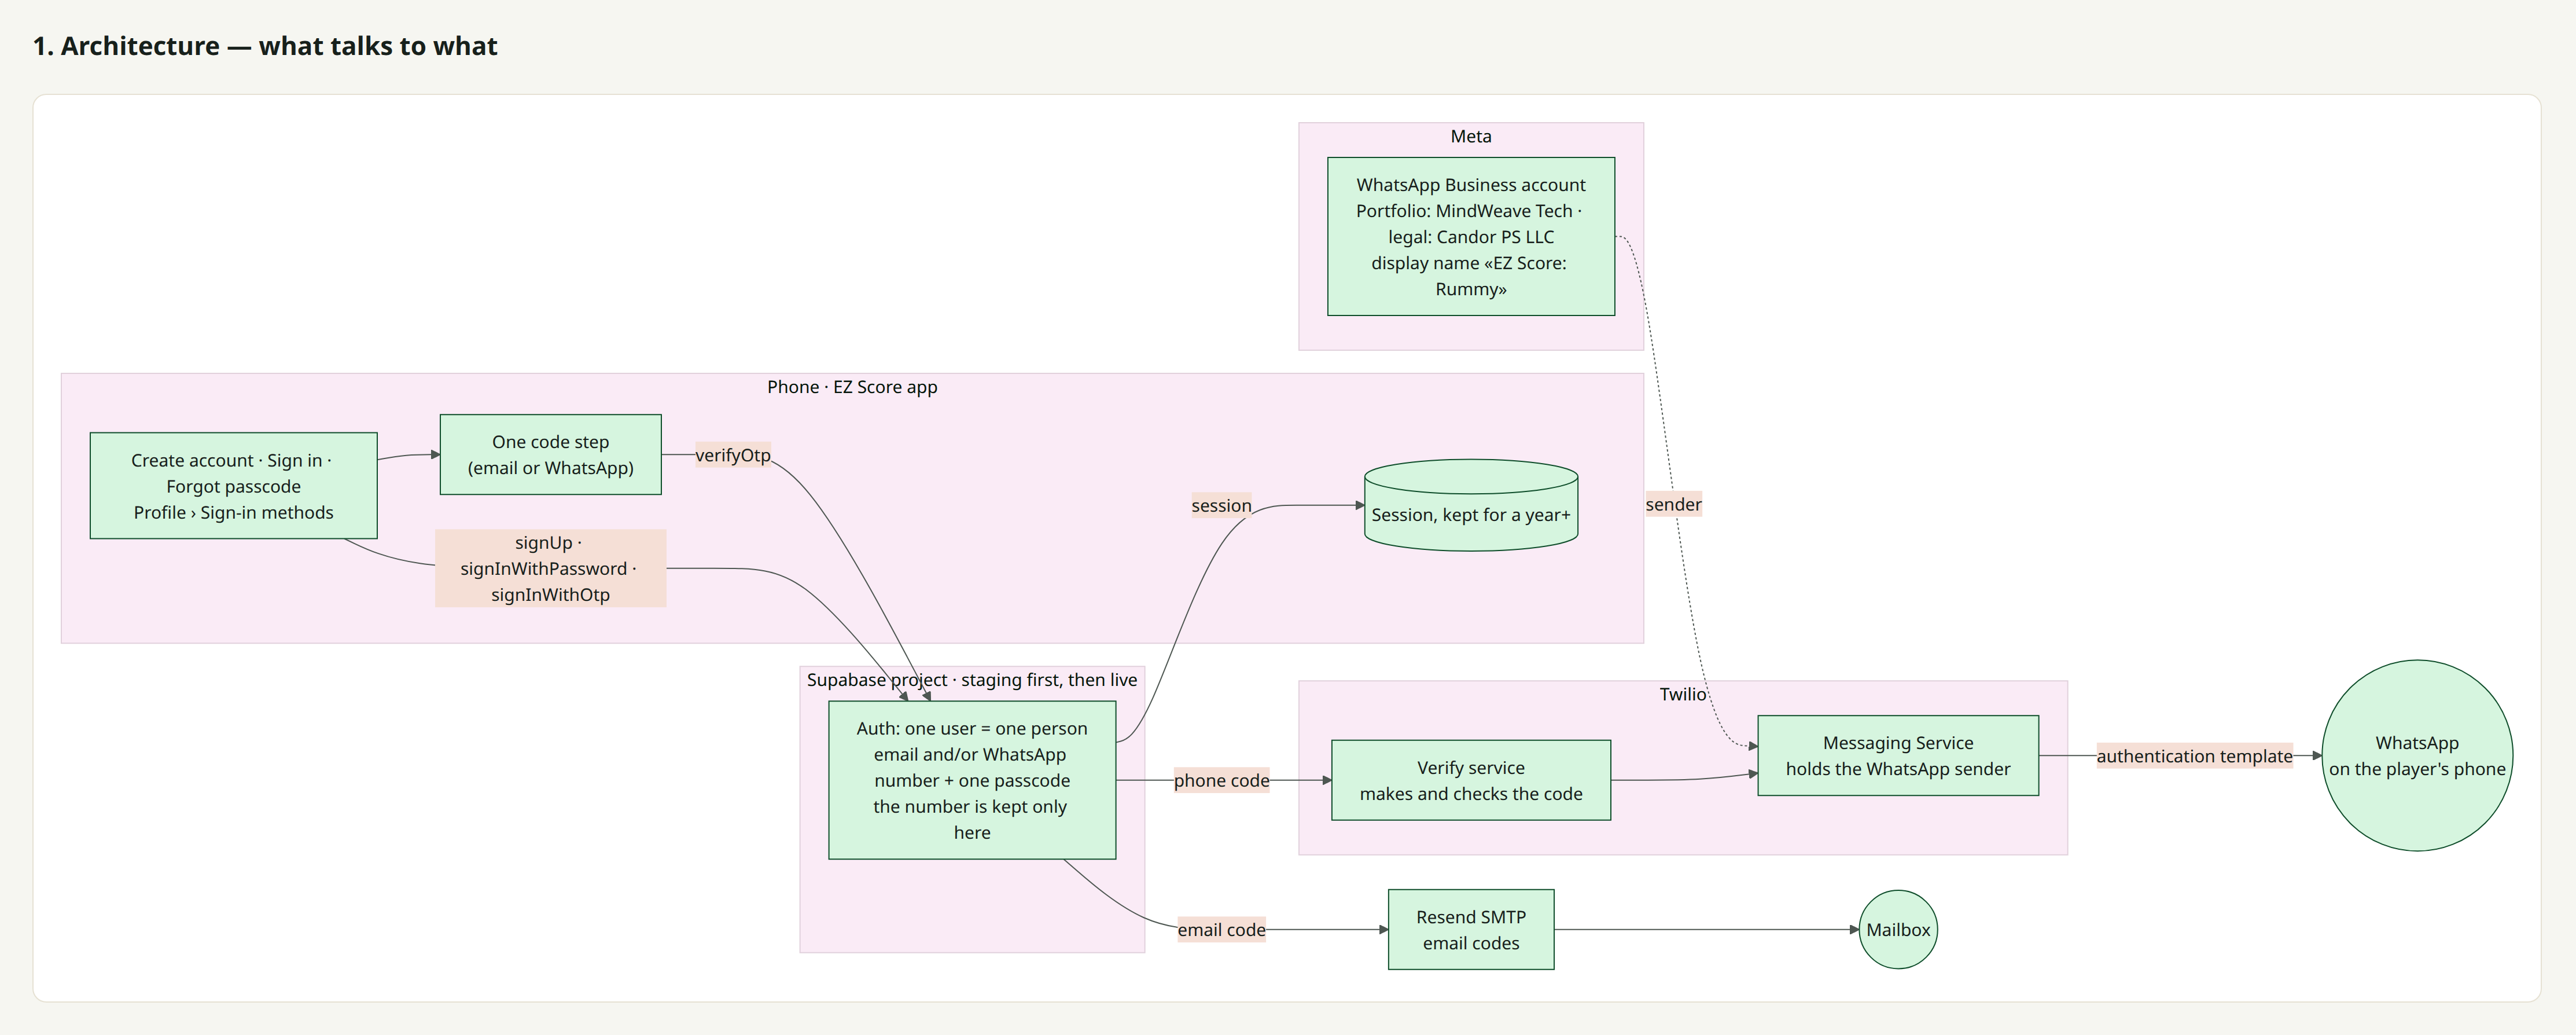 1. Architecture — what talks to what
Meta
WhatsApp Business account
Portfolio: MindWeave Tech ·
legal: Candor PS LLC
display name «EZ Score:
Rummy»
Phone · EZ Score app
Create account · Sign in ·
Forgot passcode
Profile › Sign-in methods
One code step
(email or WhatsApp)
verifyOtp
signUp ·
signInWithPassword ·
signInWithOtp
session
Session, kept for a year+
sender
Supabase project · staging first, then live
Auth: one user = one person
email and/or WhatsApp
number + one passcode
the number is kept only
here
phone code
Twilio
Verify service
makes and checks the code
Messaging Service
holds the WhatsApp sender
authentication template
WhatsApp
on the player's phone
email code
Resend SMTP
email codes
Mailbox